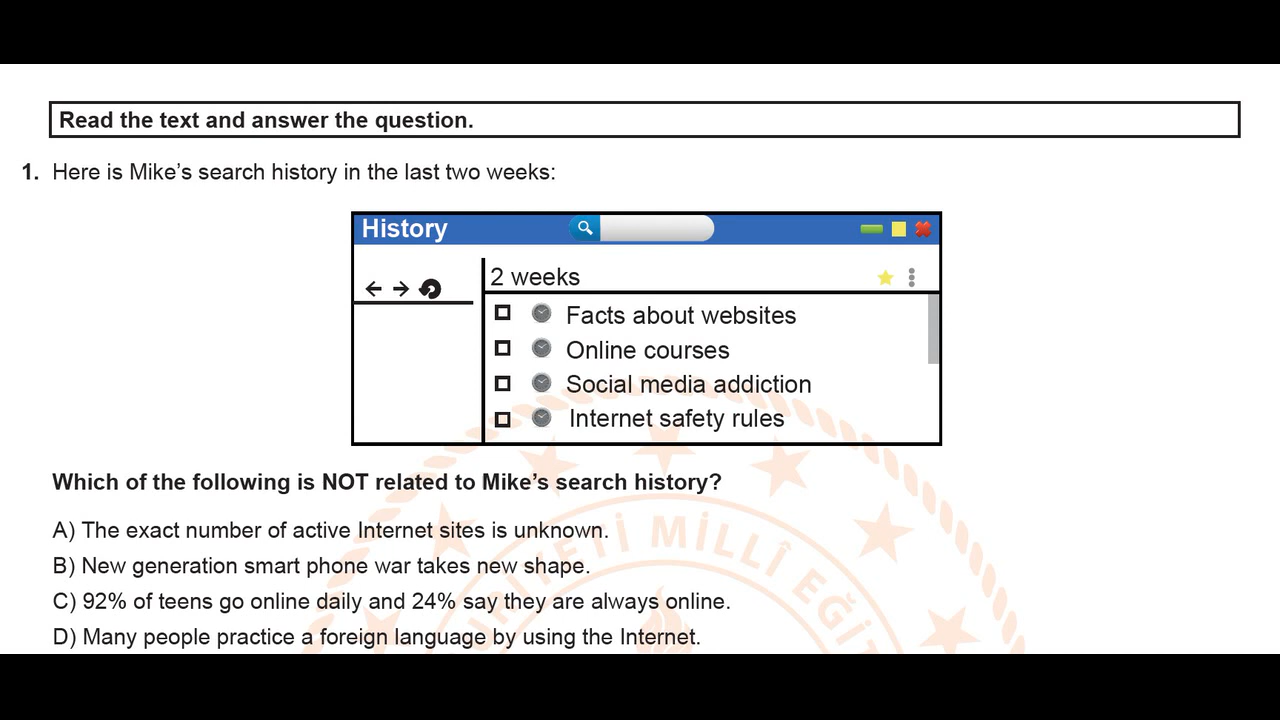 Read the text and answer the question.
1. Here is Mike’s search history in the last two weeks:
History
2 weeks
Facts about websites
Online courses
Social media addiction
Internet safety rules
Which of the following is NOT related to Mike’s search history?
A) The exact number of active Internet sites is unknown.
B) New generation smart phone war takes new shape.
C) 92% of teens go online daily and 24% say they are always online.
D) Many people practice a foreign language by using the Internet.
MİLLÎ EĞİT